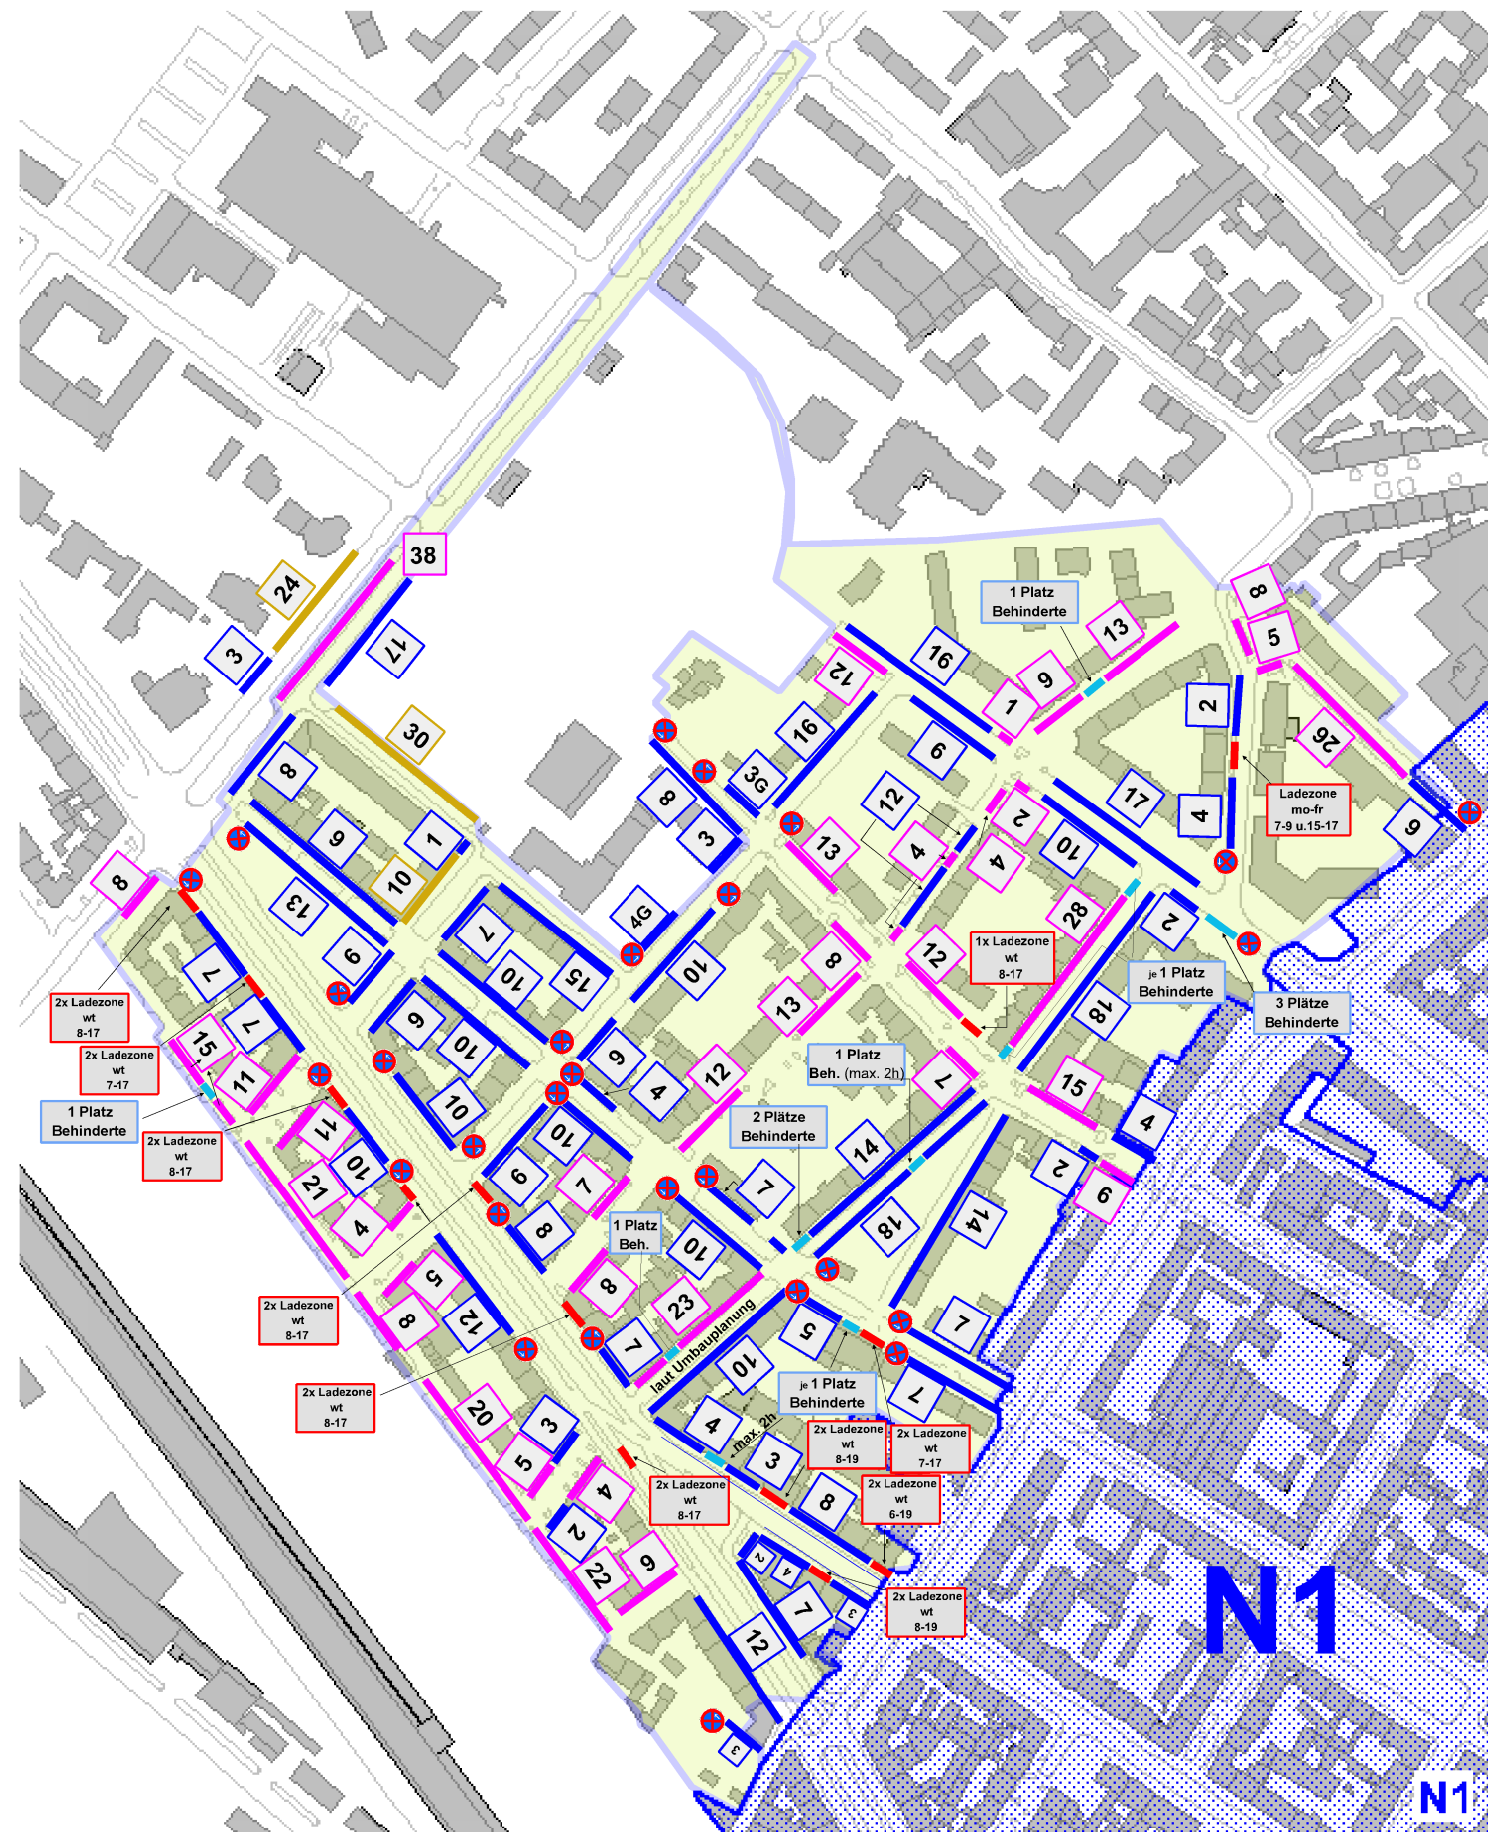 38
24
3
17
30
8
6
1
10
13
9
8
7
7
2x Ladezone
wt
8-17
2x Ladezone
wt
7-17
15
11
1 Platz
Behinderte
2x Ladezone
wt
8-17
11
10
21
4
7
10
15
6
10
10
4G
10
8
3
3G
16
12
13
16
6
1
9
13
1 Platz
Behinderte
8
5
26
2
4
Ladezone
mo-fr
7-9 u.15-17
9
17
10
2
4
12
4
28
12
1x Ladezone
wt
8-17
2
je 1 Platz
Behinderte
3 Plätze
Behinderte
18
8
13
12
7
15
4
2
6
1 Platz
Beh. (max. 2h)
2 Plätze
Behinderte
14
18
14
7
6
4
10
6
7
8
7
10
1 Platz
Beh.
8
23
7
laut Umbauplanung
2x Ladezone
wt
8-17
2x Ladezone
wt
8-17
5
8
12
20
3
5
4
2
22
6
2x Ladezone
wt
8-17
5
10
je 1 Platz
Behinderte
7
4
max. 2h
3
8
2x Ladezone
wt
8-19
2x Ladezone
wt
7-17
2x Ladezone
wt
6-19
2x Ladezone
wt
8-19
2
4
7
3
12
3
N1
N1